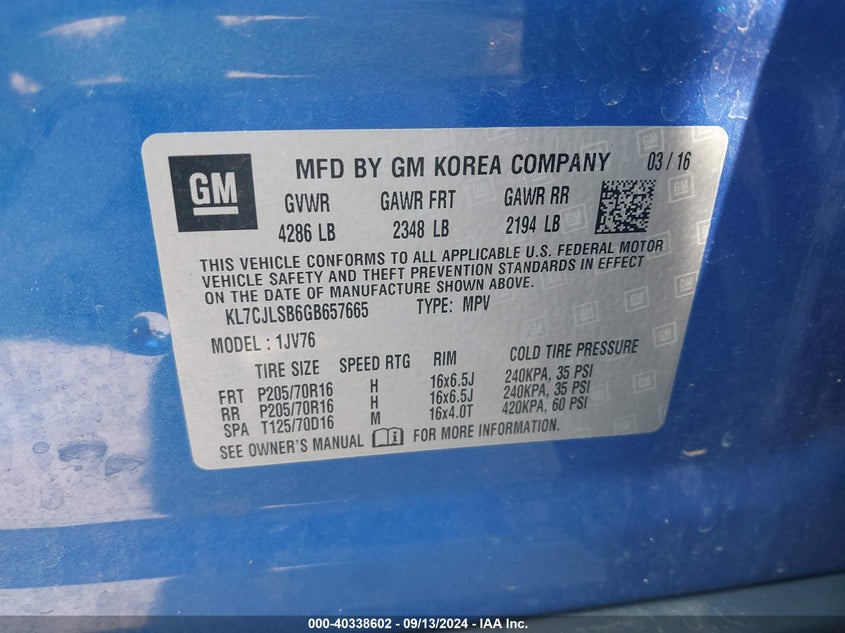 GM
MFD BY GM KOREA COMPANY 03 / 16
GVWR GAWR FRT GAWR RR
4286 LB 2348 LB 2194 LB
THIS VEHICLE CONFORMS TO ALL APPLICABLE U.S. FEDERAL MOTOR
VEHICLE SAFETY AND THEFT PREVENTION STANDARDS IN EFFECT
ON THE DATE OF MANUFACTURE SHOWN ABOVE.
KL7CJLSB6GB657665 TYPE: MPV
MODEL : 1JV76
TIRE SIZE SPEED RTG RIM COLD TIRE PRESSURE
FRT P205/70R16 H 16x6.5J 240KPA, 35 PSI
RR P205/70R16 H 16x6.5J 240KPA, 35 PSI
SPA T125/70D16 M 16x4.0T 420KPA, 60 PSI
SEE OWNER'S MANUAL FOR MORE INFORMATION.
000-40338602 - 09/13/2024 - IAA Inc.